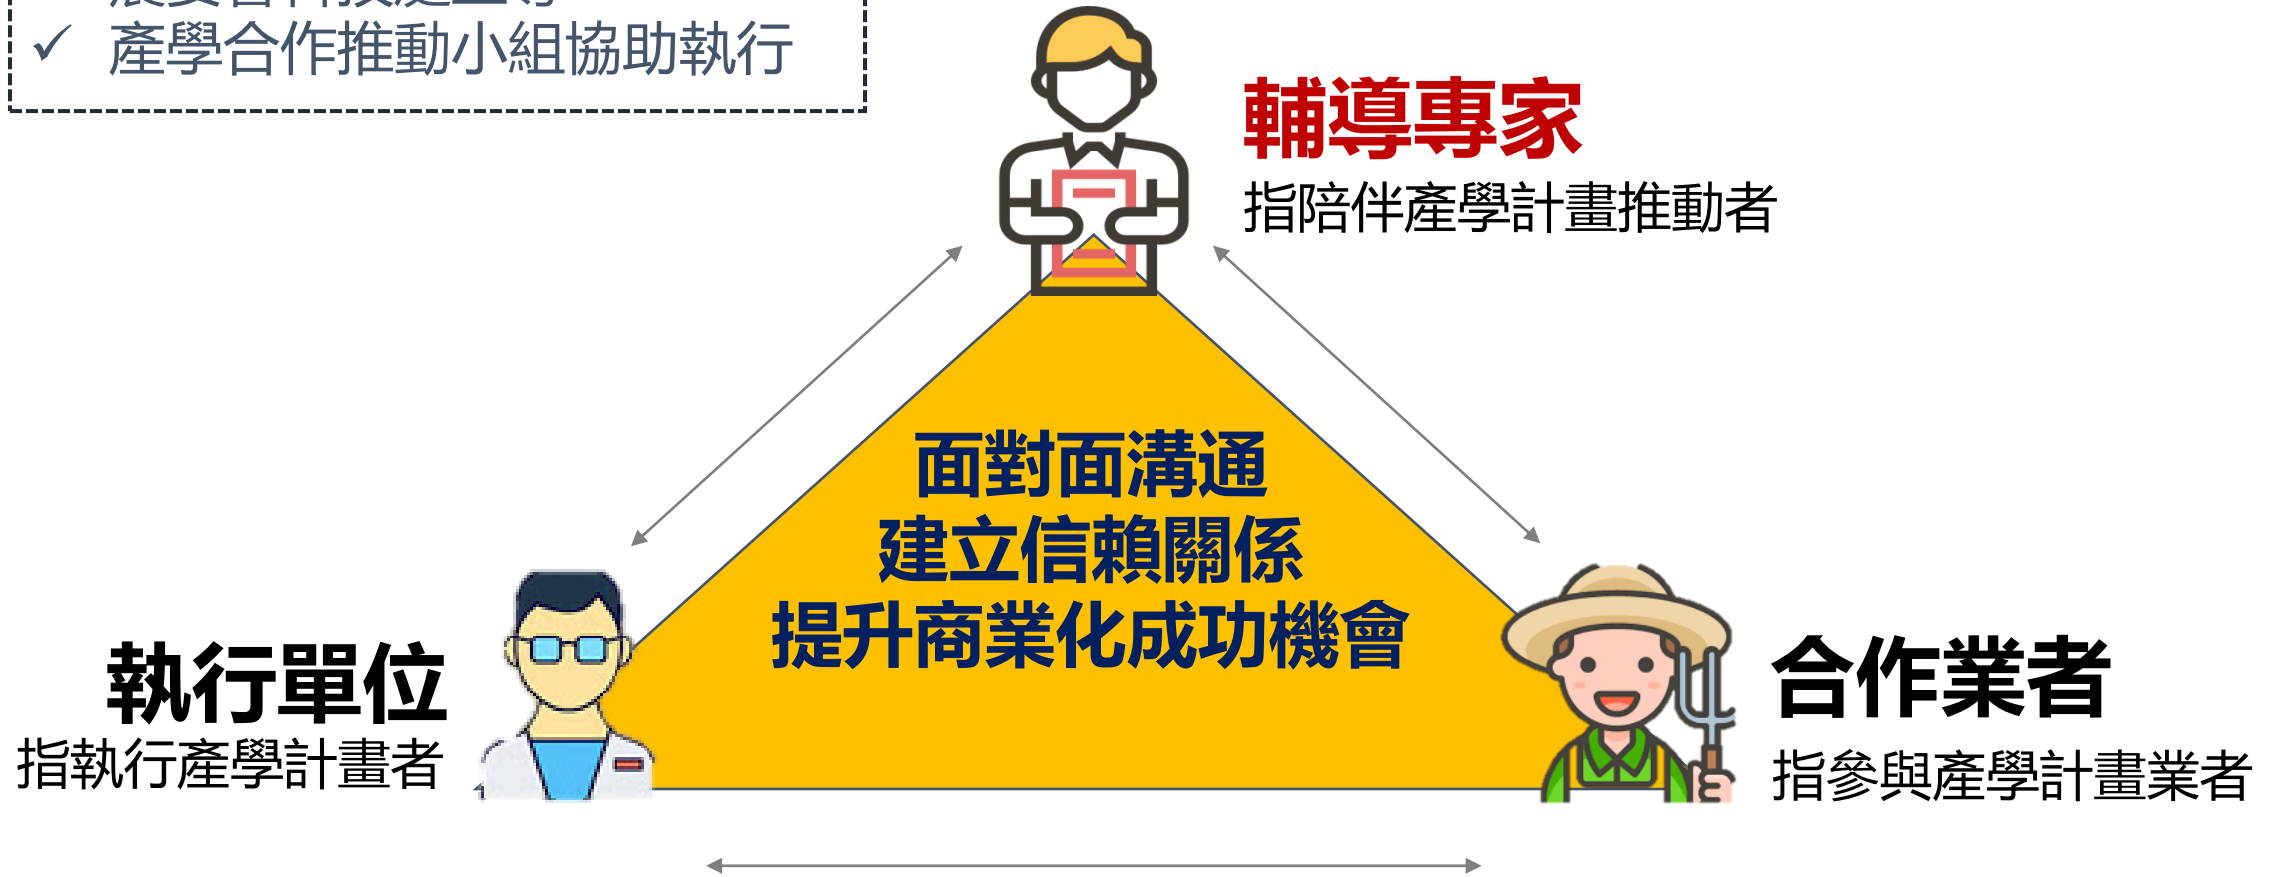 ✓ 產學合作推動小組協助執行
輔導專家
指陪伴產學計畫推動者
面對面溝通
建立信賴關係
提升商業化成功機會
執行單位
指執行產學計畫者
合作業者
指參與產學計畫業者